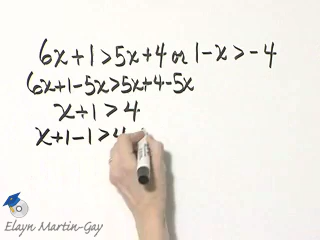 6x+1>5x+4 or 1-x>-4
6x+1-5x>5x+4-5x
x+1>4
x+1-1>4
Elayn Martin-Gay